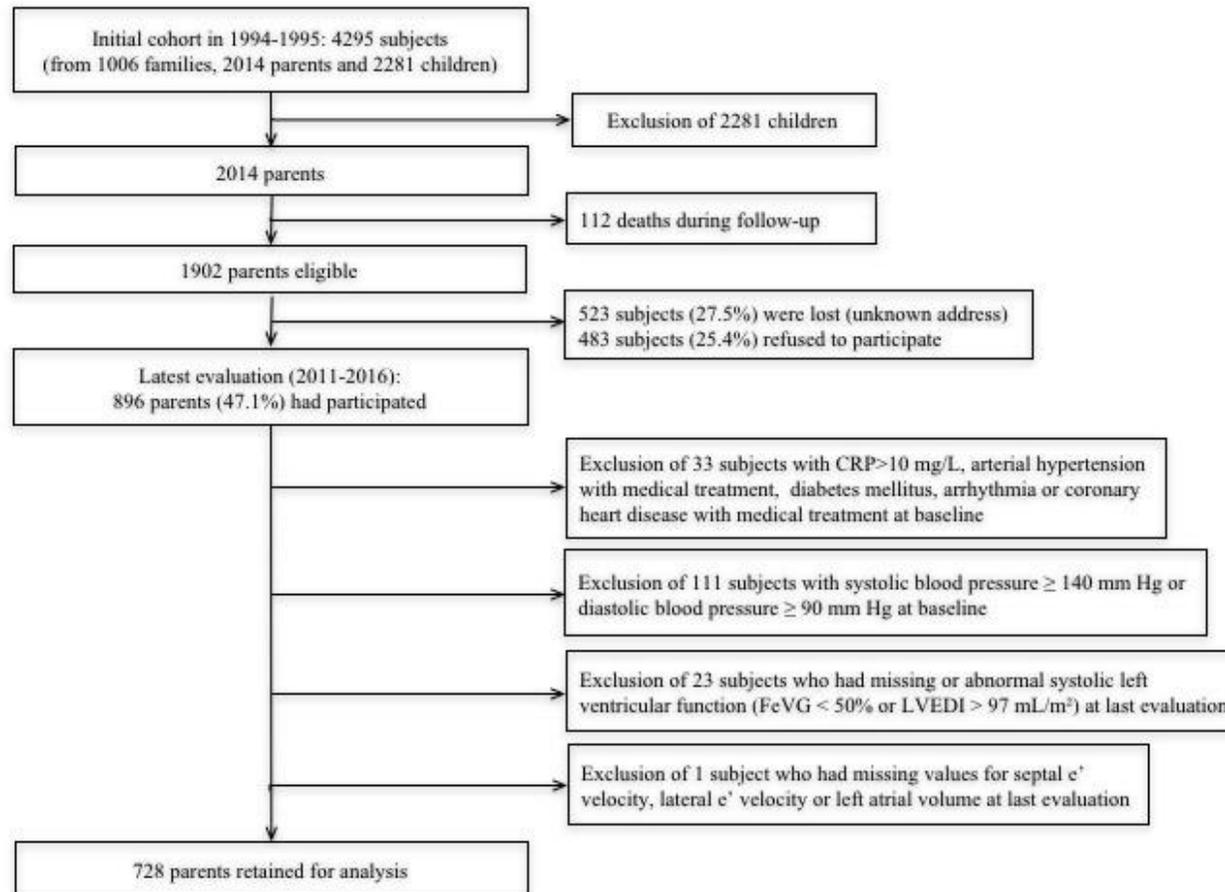 Initial cohort in 1994-1995: 4295 subjects
(from 1006 families, 2014 parents and 2281 children)
Exclusion of 2281 children
2014 parents
112 deaths during follow-up
1902 parents eligible
523 subjects (27.5%) were lost (unknown address)
483 subjects (25.4%) refused to participate
Latest evaluation (2011-2016):
896 parents (47.1%) had participated
Exclusion of 33 subjects with CRP>10 mg/L, arterial hypertension
with medical treatment, diabetes mellitus, arrhythmia or coronary
heart disease with medical treatment at baseline
Exclusion of 111 subjects with systolic blood pressure ≥ 140 mm Hg or
diastolic blood pressure ≥ 90 mm Hg at baseline
Exclusion of 23 subjects who had missing or abnormal systolic left
ventricular function (FeVG < 50% or LVEDI > 97 mL/m²) at last evaluation
Exclusion of 1 subject who had missing values for septal e’
velocity, lateral e’ velocity or left atrial volume at last evaluation
728 parents retained for analysis